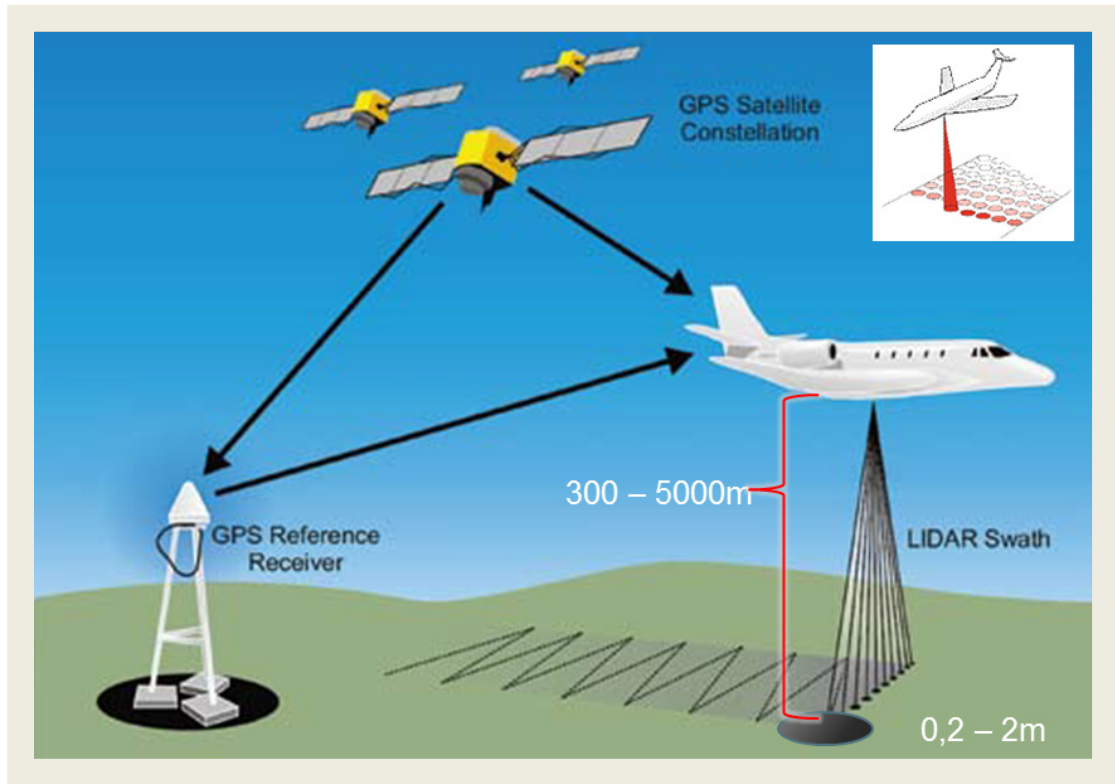 GPS Satellite
Constellation
300 – 5000m
GPS Reference
Receiver
LIDAR Swath
0,2 – 2m